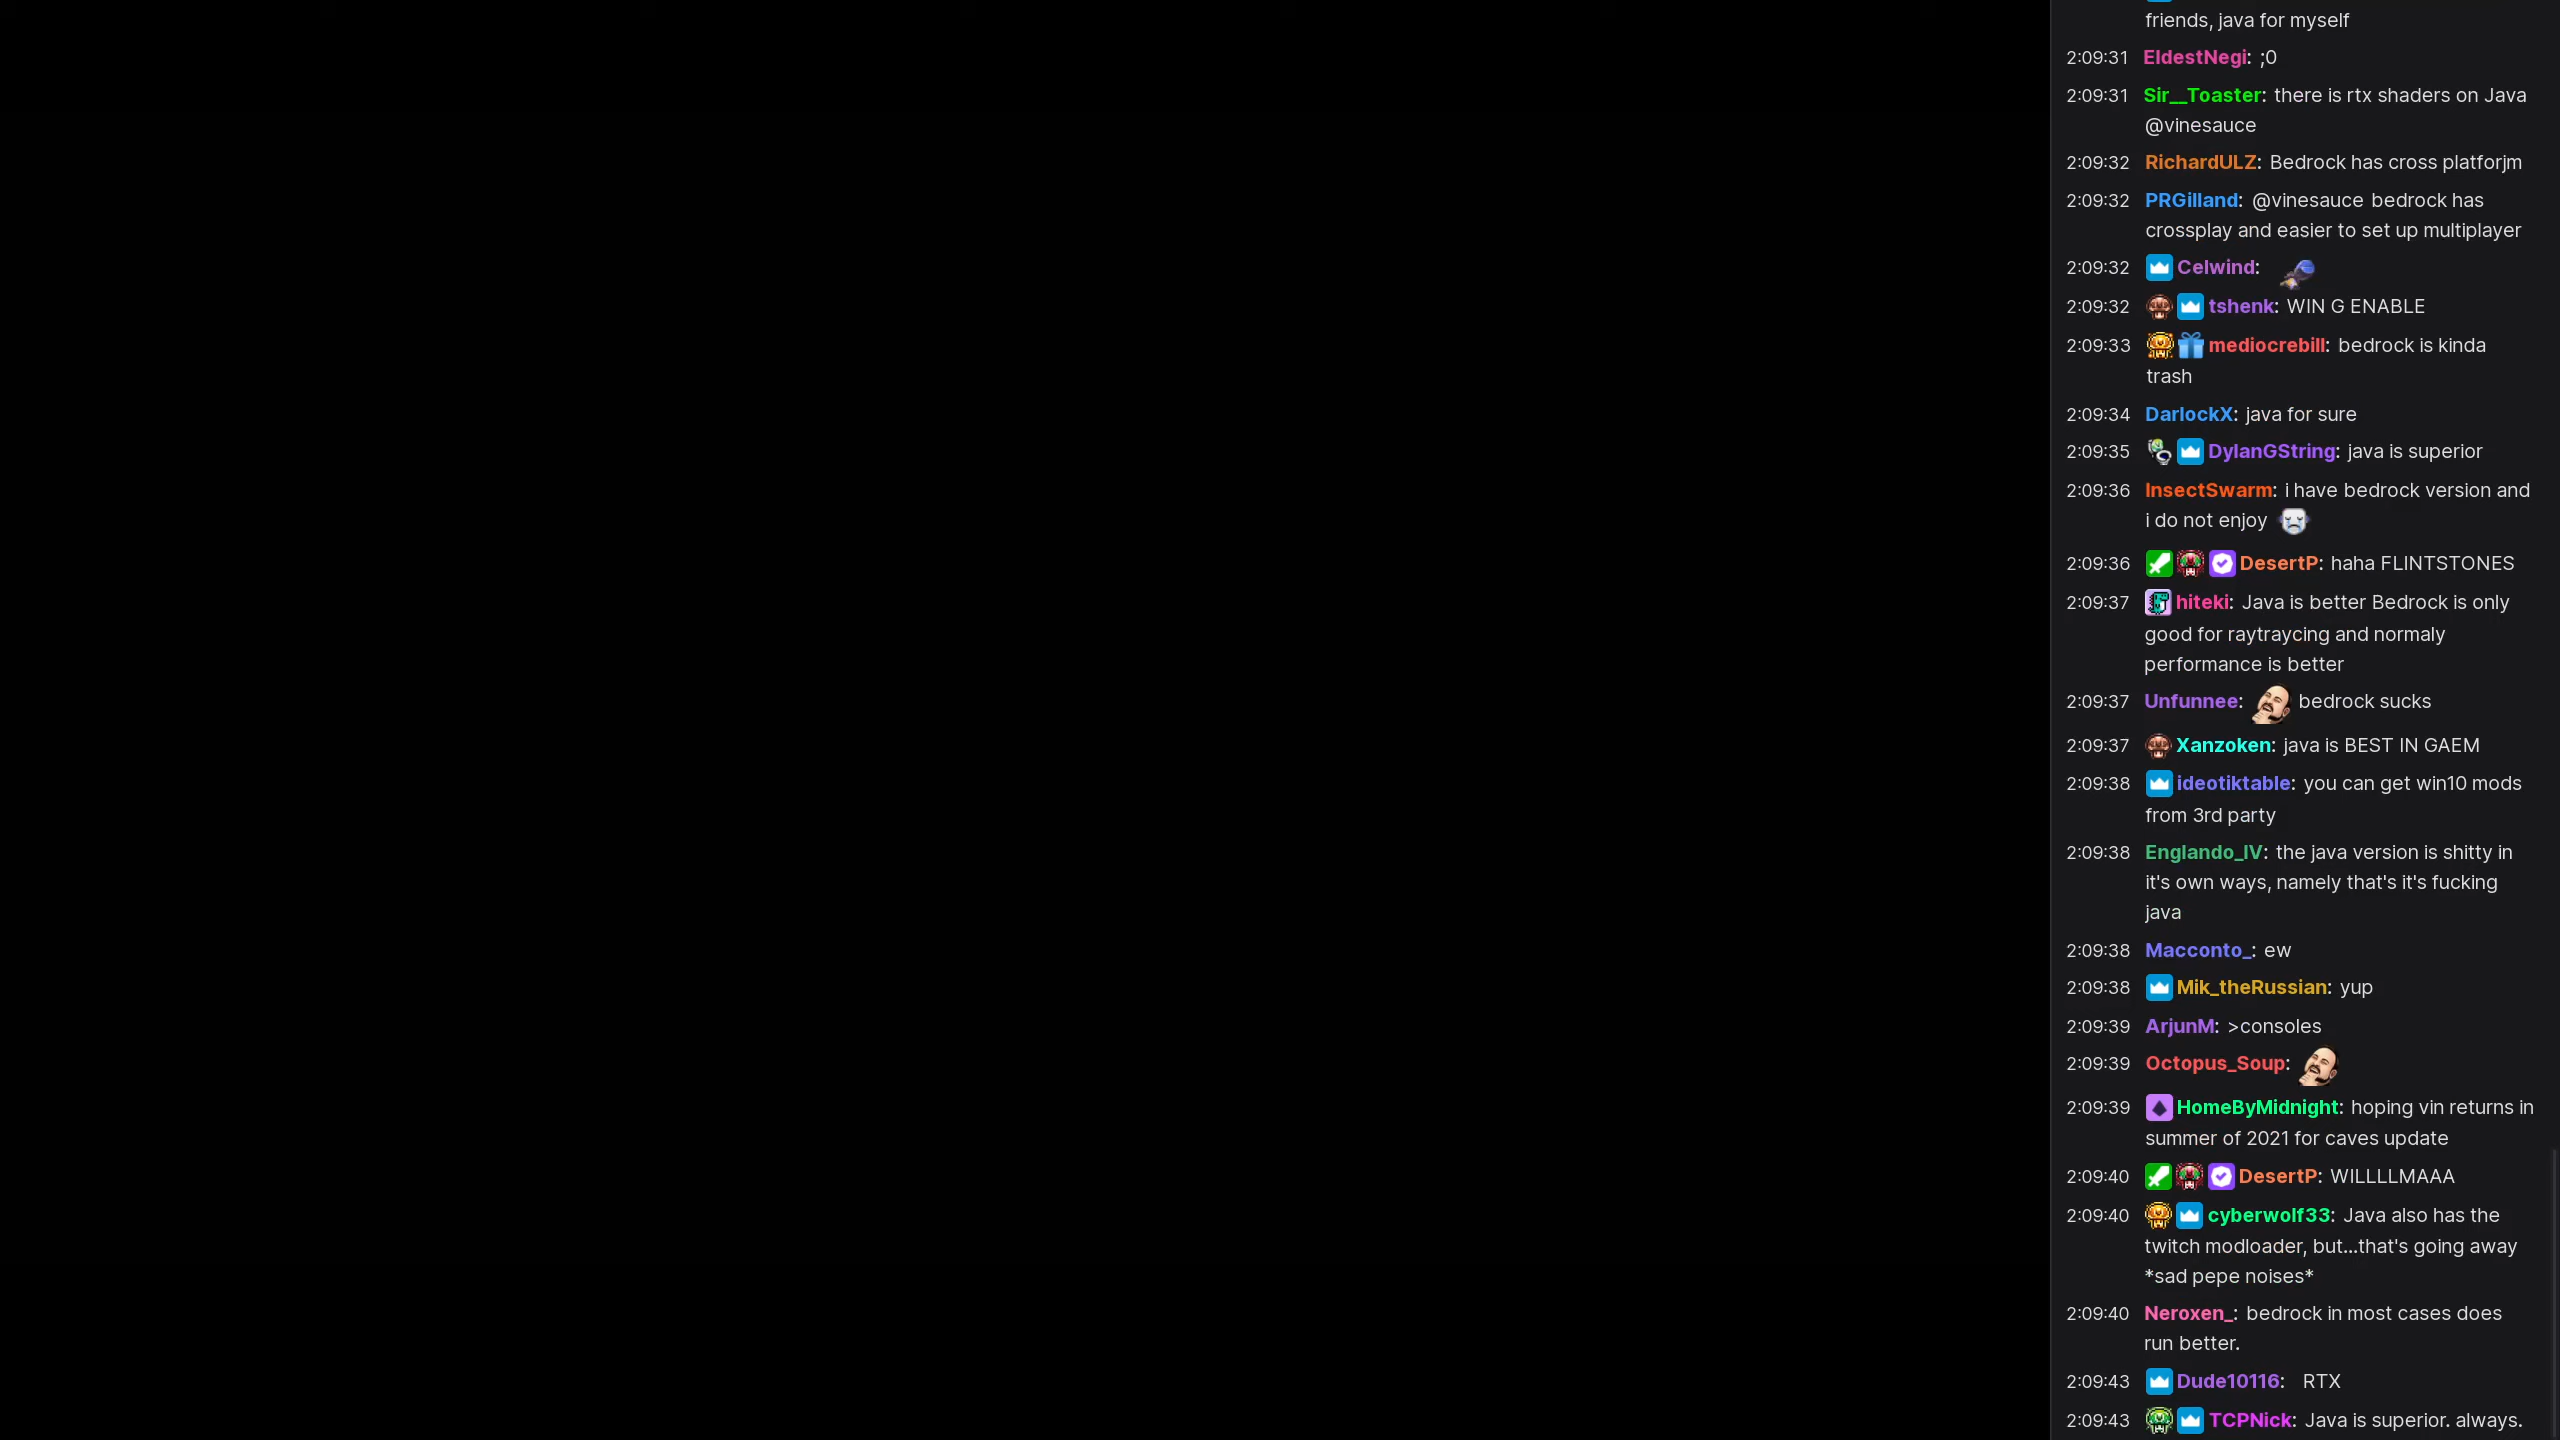 friends, java for myself
2:09:31 EldestNegi: ;0
2:09:31 Sir__Toaster: there is rtx shaders on Java
@vinesauce
2:09:32 RichardULZ: Bedrock has cross platforjm
2:09:32 PRGilland: @vinesauce bedrock has
crossplay and easier to set up multiplayer
2:09:32 Celwind:
2:09:32 tshenk: WIN G ENABLE
2:09:33 mediocrebill: bedrock is kinda
trash
2:09:34 DarlockX: java for sure
2:09:35 DylanGString: java is superior
2:09:36 InsectSwarm: i have bedrock version and
i do not enjoy
2:09:36 DesertP: haha FLINTSTONES
2:09:37 hiteki: Java is better Bedrock is only
good for raytraycing and normaly
performance is better
2:09:37 Unfunnee: bedrock sucks
2:09:37 Xanzoken: java is BEST IN GAEM
2:09:38 ideotiktable: you can get win10 mods
from 3rd party
2:09:38 Englando_IV: the java version is shitty in
it's own ways, namely that's it's fucking
java
2:09:38 Macconto_: ew
2:09:38 Mik_theRussian: yup
2:09:39 ArjunM: >consoles
2:09:39 Octopus_Soup:
2:09:39 HomeByMidnight: hoping vin returns in
summer of 2021 for caves update
2:09:40 DesertP: WILLLLMAAA
2:09:40 cyberwolf33: Java also has the
twitch modloader, but...that's going away
*sad pepe noises*
2:09:40 Neroxen_: bedrock in most cases does
run better.
2:09:43 Dude10116: RTX
2:09:43 TCPNick: Java is superior. always.